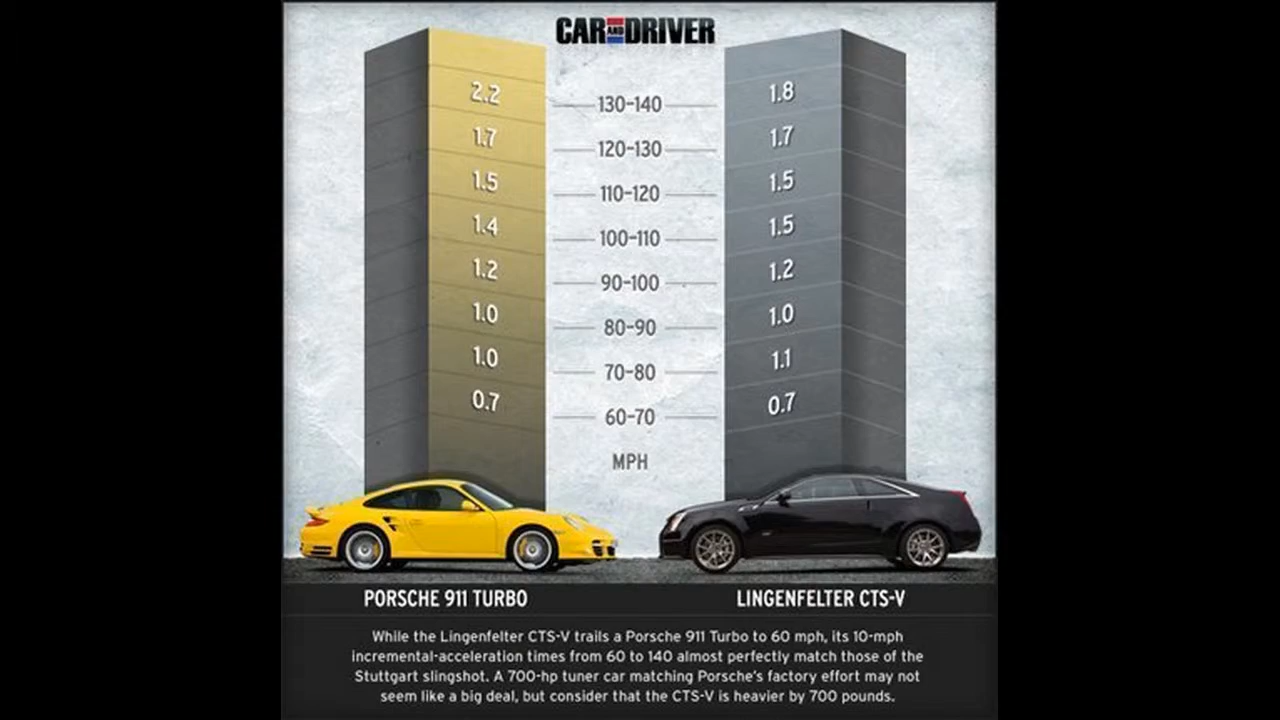 CAR AND DRIVER
2.2 130-140 1.8
1.7 120-130 1.7
1.5 110-120 1.5
1.4 100-110 1.5
1.2 90-100 1.2
1.0 80-90 1.0
1.0 70-80 1.1
0.7 60-70 0.7
MPH
PORSCHE 911 TURBO LINGENFELTER CTS-V
While the Lingenfelter CTS-V trails a Porsche 911 Turbo to 60 mph, its 10-mph
incremental-acceleration times from 60 to 140 almost perfectly match those of the
Stuttgart slingshot. A 700-hp tuner car matching Porsche's factory effort may not
seem like a big deal, but consider that the CTS-V is heavier by 700 pounds.